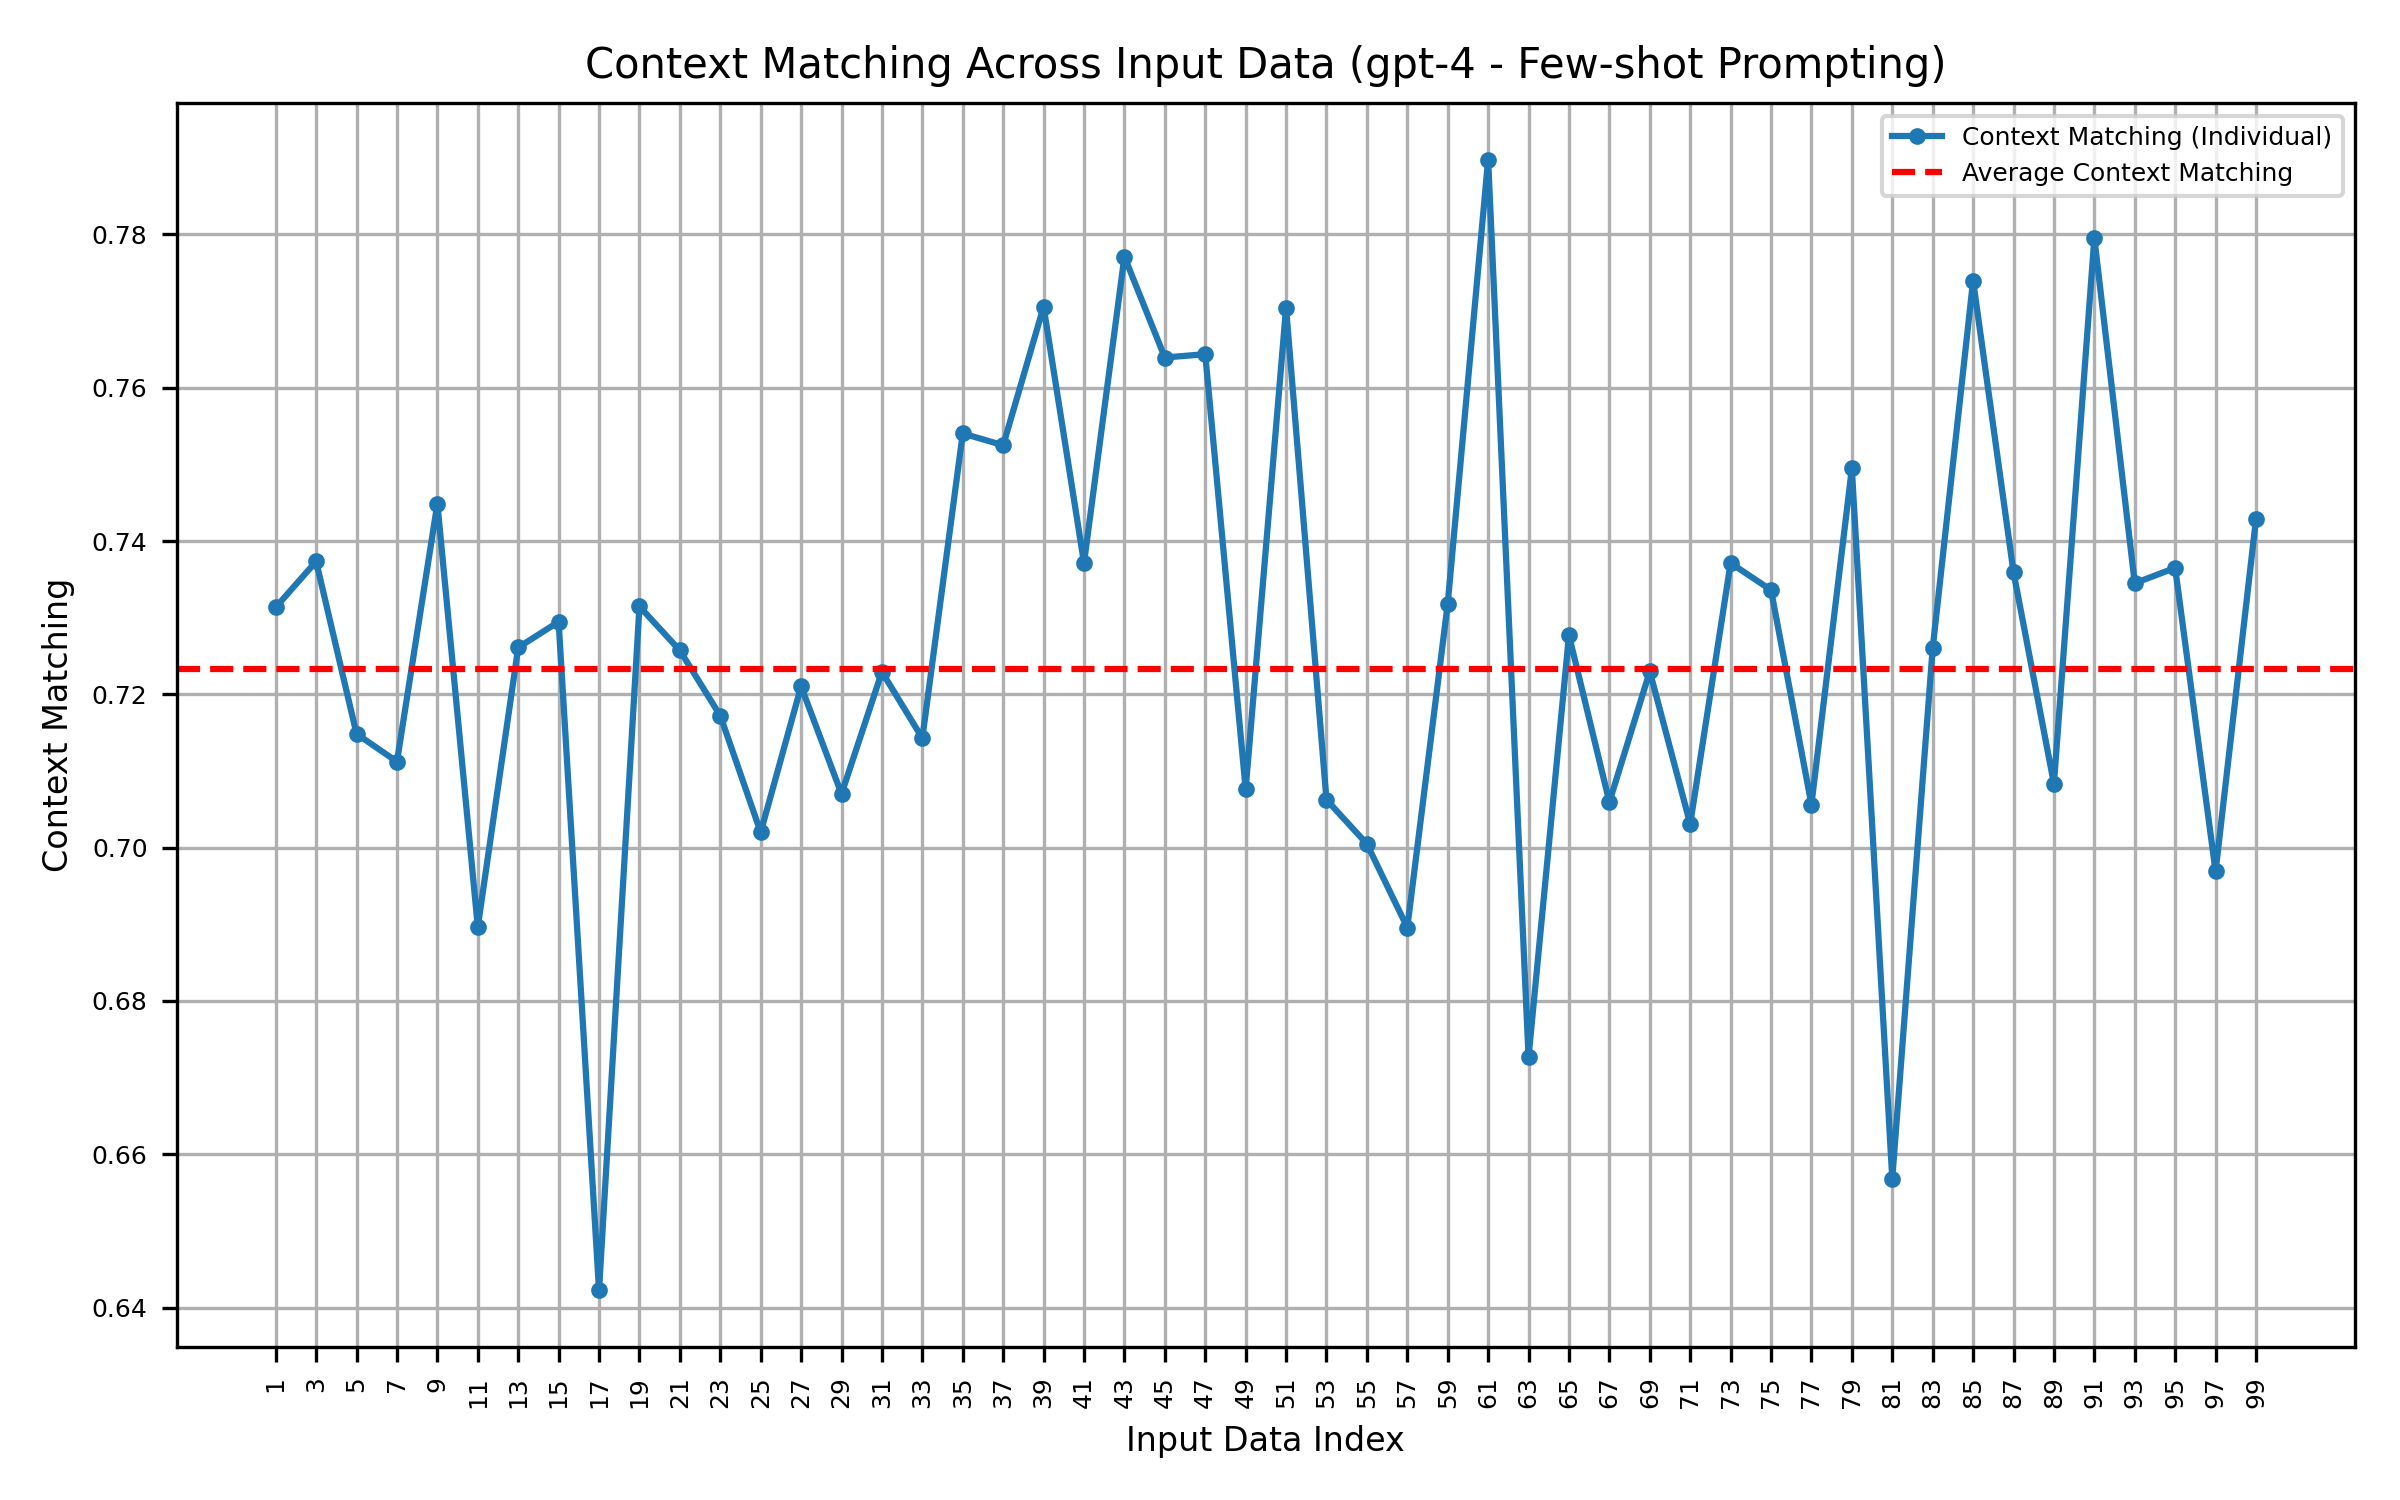 Context Matching Across Input Data (gpt-4 - Few-shot Prompting)
Context Matching (Individual)
Average Context Matching
Context Matching
0.78
0.76
0.74
0.72
0.70
0.68
0.66
0.64
1 3 5 7 9 11 13 15 17 19 21 23 25 27 29 31 33 35 37 39 41 43 45 47 49 51 53 55 57 59 61 63 65 67 69 71 73 75 77 79 81 83 85 87 89 91 93 95 97 99
Input Data Index